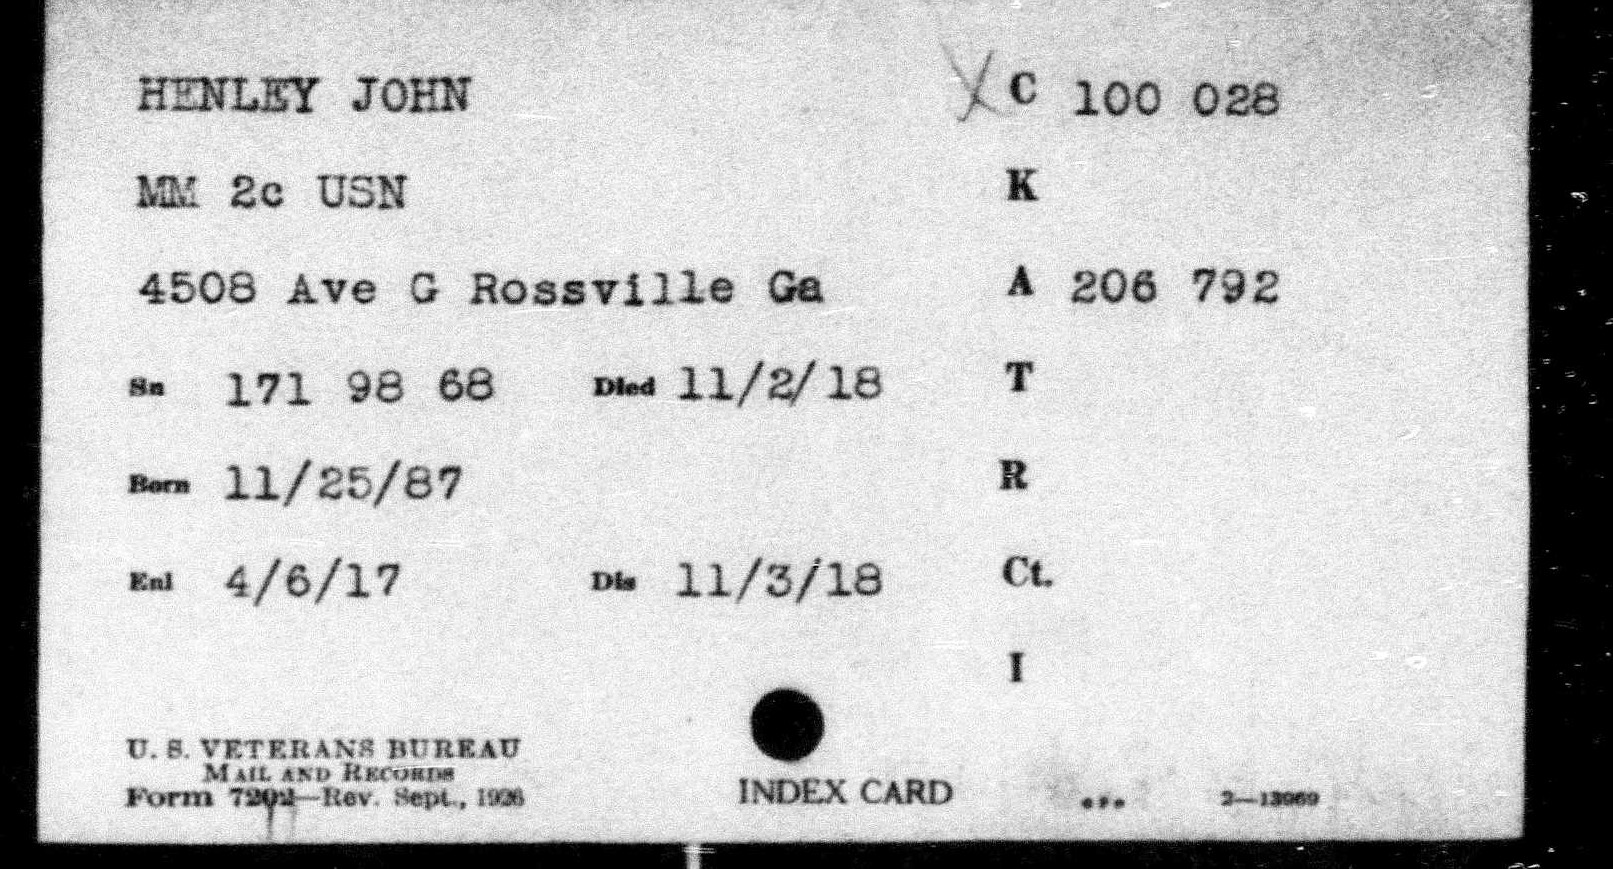 HENLEY JOHN X C 100 028
MM 2c USN K
4508 Ave G Rossville Ga A 206 792
Sn 171 98 68 Died 11/2/18 T
Born 11/25/87 R
Enl 4/6/17 Dis 11/3/18 Ct.
I
U. S. VETERANS BUREAU
MAIL AND RECORDS
Form 7202—Rev. Sept., 1926 INDEX CARD 2—13969